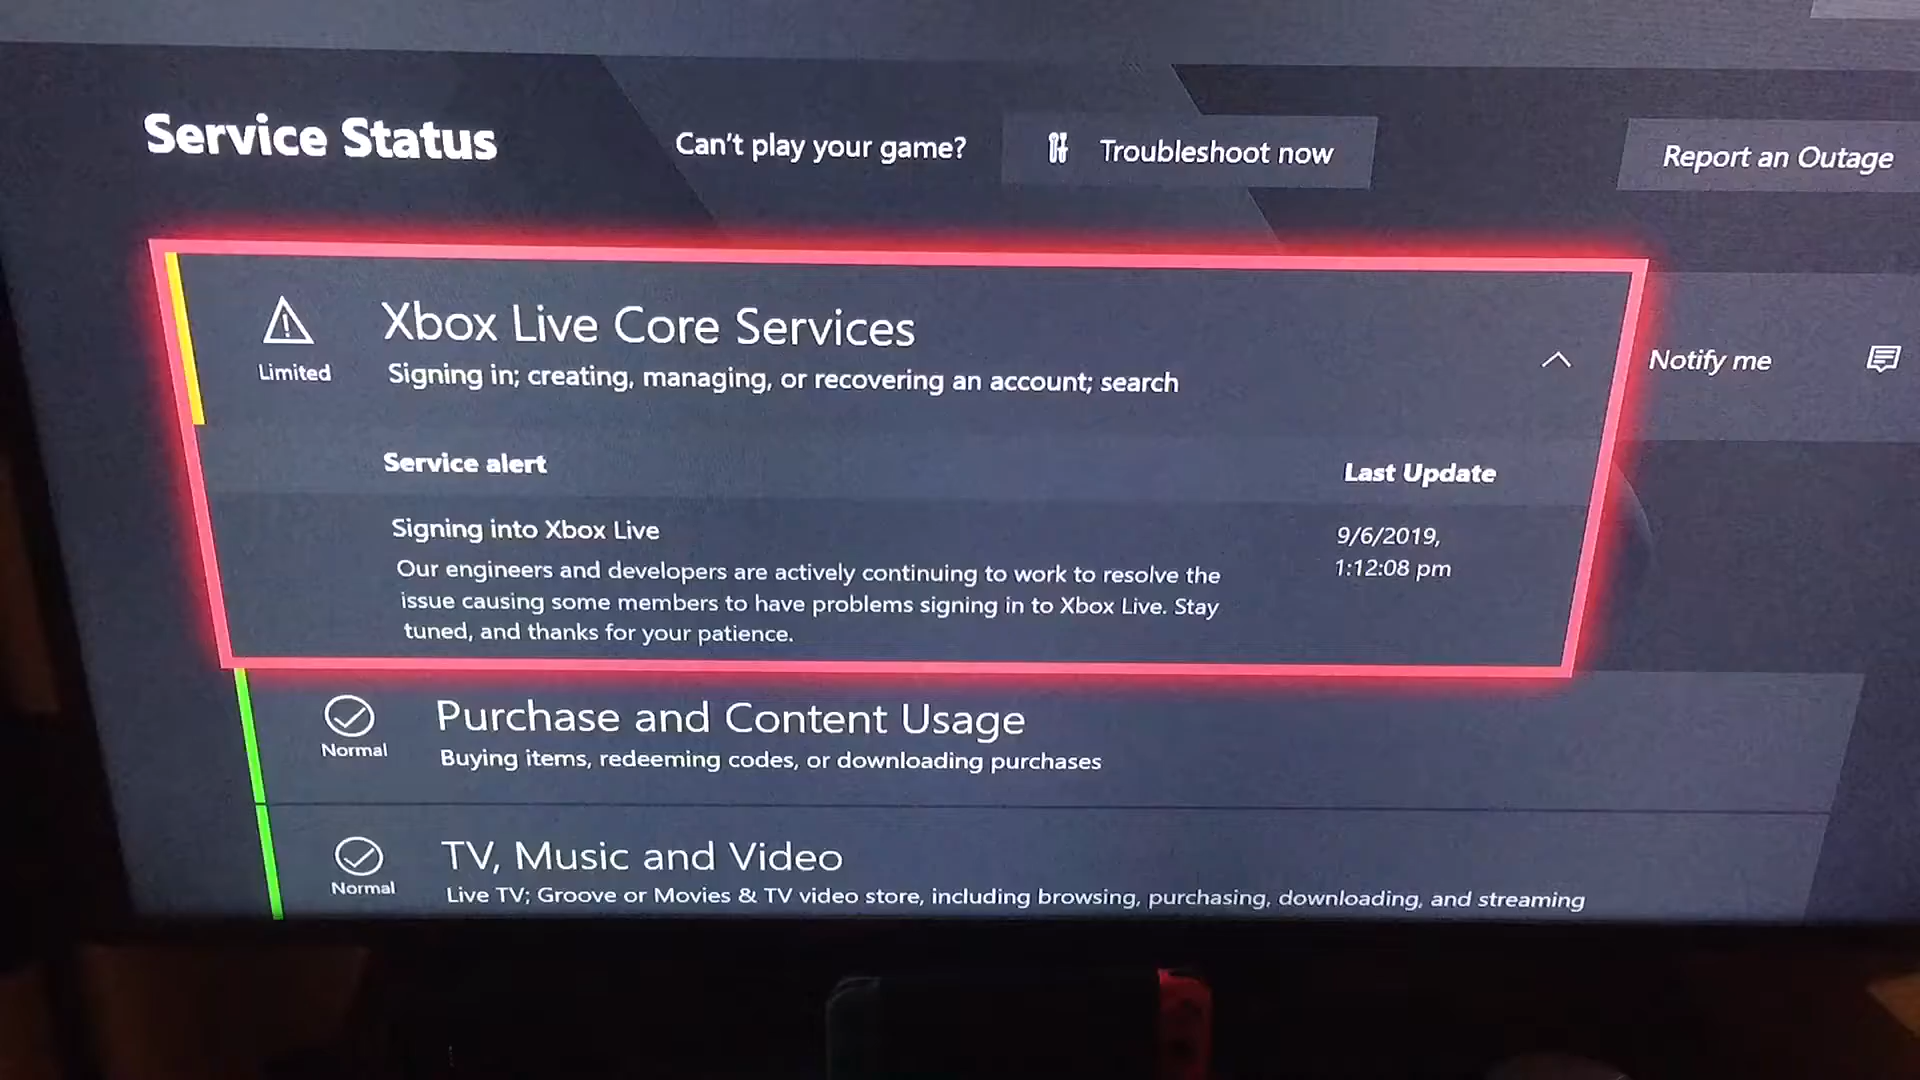 Service Status
Can't play your game?
Troubleshoot now
Report an Outage
Limited
Xbox Live Core Services
Signing in; creating, managing, or recovering an account; search
Notify me
Service alert
Last Update
Signing into Xbox Live
Our engineers and developers are actively continuing to work to resolve the
issue causing some members to have problems signing in to Xbox Live. Stay
tuned, and thanks for your patience.
9/6/2019,
1:12:08 pm
Normal
Purchase and Content Usage
Buying items, redeeming codes, or downloading purchases
Normal
TV, Music and Video
Live TV; Groove or Movies & TV video store, including browsing, purchasing, downloading, and streaming